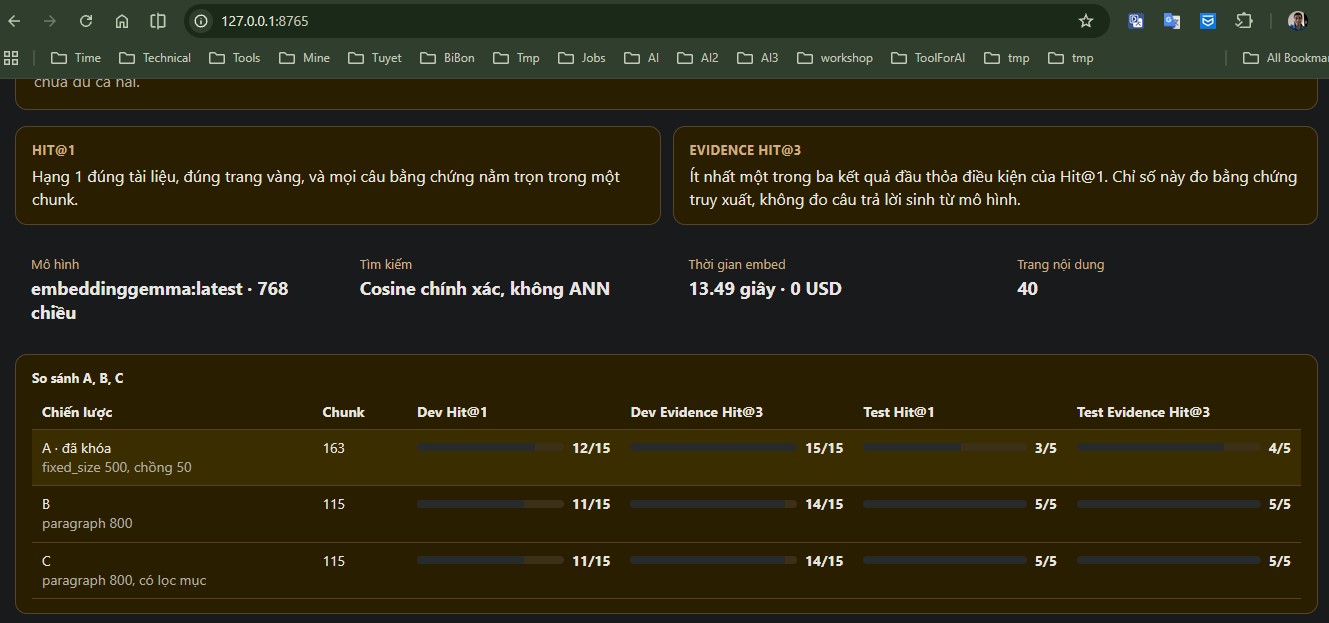 127.0.0.1:8765
Time Technical Tools Mine Tuyet BiBon Tmp Jobs AI AI2 AI3 workshop ToolForAI tmp tmp All Bookmar
chưa đủ cả hai.
HIT@1
Hạng 1 đúng tài liệu, đúng trang vàng, và mọi câu bằng chứng nằm trọn trong một
chunk.
EVIDENCE HIT@3
Ít nhất một trong ba kết quả đầu thỏa điều kiện của Hit@1. Chỉ số này đo bằng chứng
truy xuất, không đo câu trả lời sinh từ mô hình.
Mô hình
embeddinggemma:latest · 768
chiều
Tìm kiếm
Cosine chính xác, không ANN
Thời gian embed
13.49 giây · 0 USD
Trang nội dung
40
So sánh A, B, C
Chiến lược Chunk Dev Hit@1 Dev Evidence Hit@3 Test Hit@1 Test Evidence Hit@3
A · đã khóa 163 12/15 15/15 3/5 4/5
fixed_size 500, chồng 50
B 115 11/15 14/15 5/5 5/5
paragraph 800
C 115 11/15 14/15 5/5 5/5
paragraph 800, có lọc mục